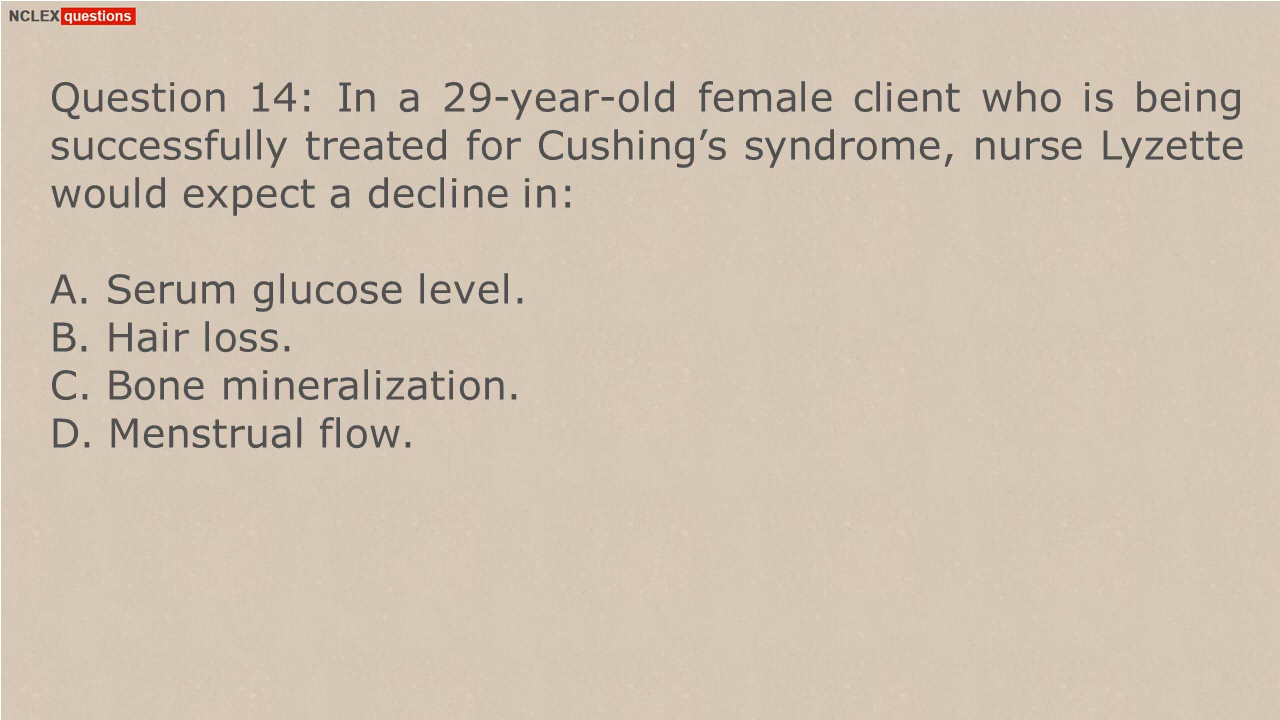 NCLEX questions
Question 14: In a 29-year-old female client who is being
successfully treated for Cushing’s syndrome, nurse Lyzette
would expect a decline in:
A. Serum glucose level.
B. Hair loss.
C. Bone mineralization.
D. Menstrual flow.